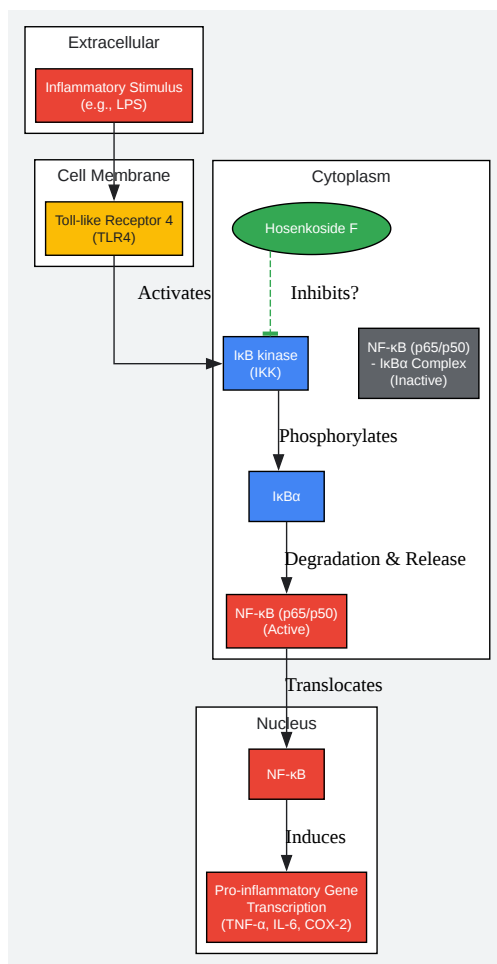 Extracellular
Inflammatory Stimulus
(e.g., LPS)
Cell Membrane
Toll-like Receptor 4
(TLR4)
Cytoplasm
Hosenkoside F
Activates
Inhibits?
IκB kinase
(IKK)
NF-κB (p65/p50)
- IκBα Complex
(Inactive)
Phosphorylates
IκBα
Degradation & Release
NF-κB (p65/p50)
(Active)
Translocates
Nucleus
NF-κB
Induces
Pro-inflammatory Gene
Transcription
(TNF-α, IL-6, COX-2)